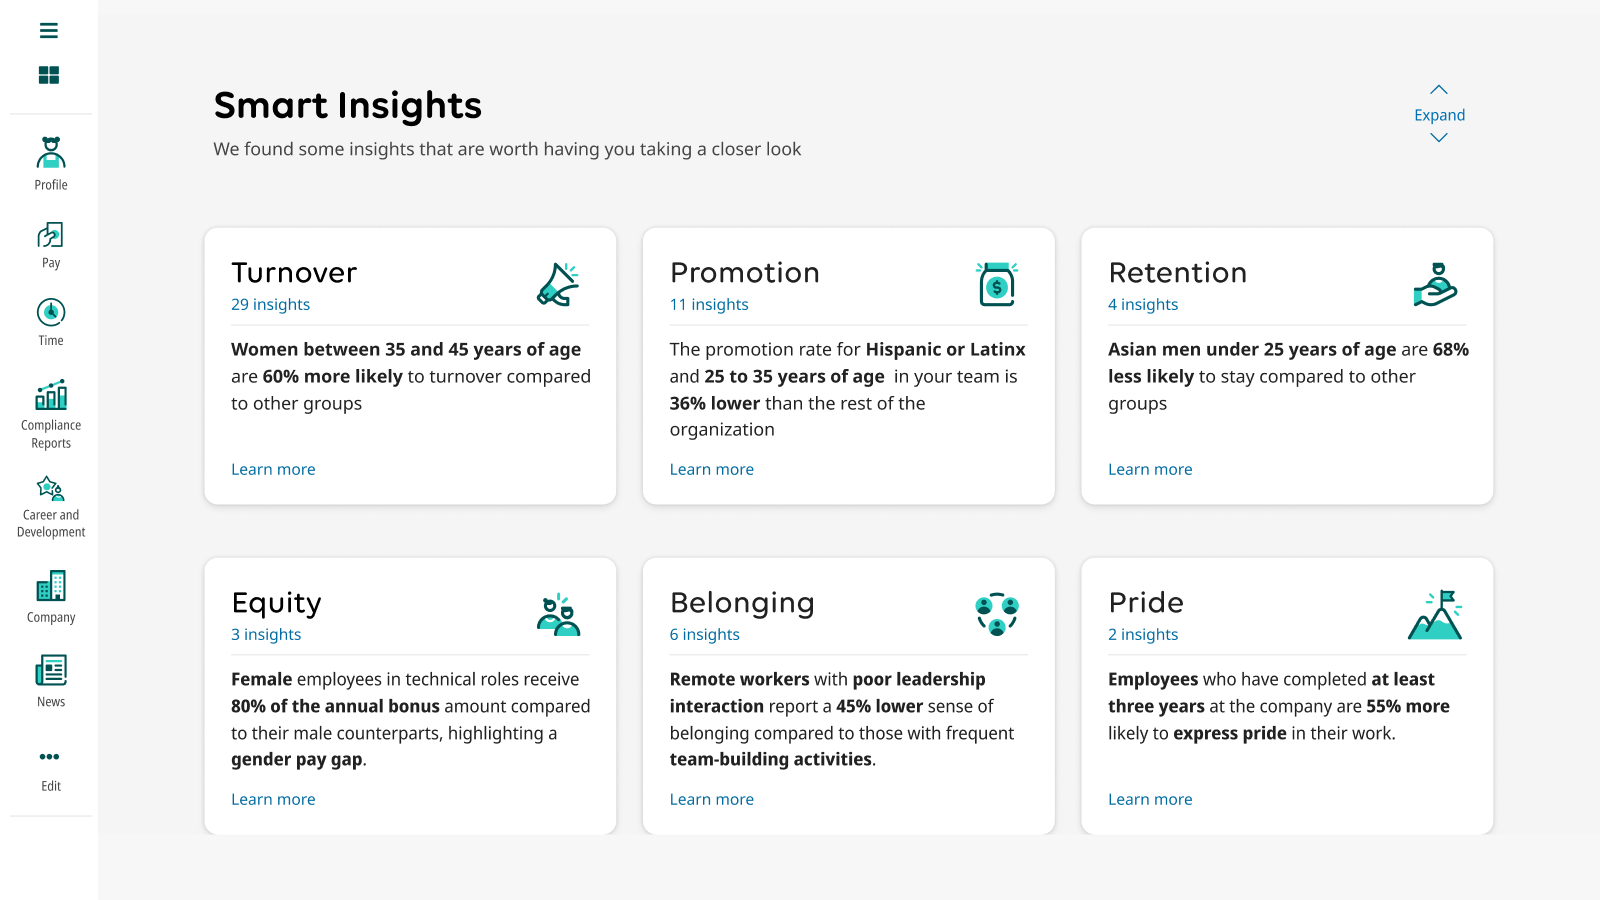 Smart Insights
We found some insights that are worth having you taking a closer look
Expand
Profile
Pay
Time
Compliance
Reports
Career and
Development
Company
News
Edit
Turnover
29 insights
Women between 35 and 45 years of age
are 60% more likely to turnover compared
to other groups
Learn more
Promotion
11 insights
The promotion rate for Hispanic or Latinx
and 25 to 35 years of age in your team is
36% lower than the rest of the
organization
Learn more
Retention
4 insights
Asian men under 25 years of age are 68%
less likely to stay compared to other
groups
Learn more
Equity
3 insights
Female employees in technical roles receive
80% of the annual bonus amount compared
to their male counterparts, highlighting a
gender pay gap.
Learn more
Belonging
6 insights
Remote workers with poor leadership
interaction report a 45% lower sense of
belonging compared to those with frequent
team-building activities.
Learn more
Pride
2 insights
Employees who have completed at least
three years at the company are 55% more
likely to express pride in their work.
Learn more